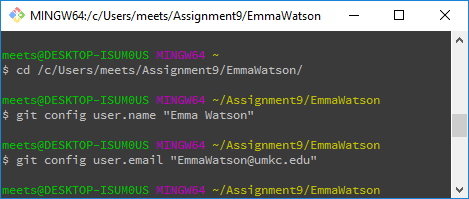 MINGW64:/c/Users/meets/Assignment9/EmmaWatson
meets@DESKTOP-ISUM0US MINGW64 ~
$ cd /c/Users/meets/Assignment9/EmmaWatson/
meets@DESKTOP-ISUM0US MINGW64 ~/Assignment9/EmmaWatson
$ git config user.name "Emma Watson"
meets@DESKTOP-ISUM0US MINGW64 ~/Assignment9/EmmaWatson
$ git config user.email "EmmaWatson@umkc.edu"
meets@DESKTOP-ISUM0US MINGW64 ~/Assignment9/EmmaWatson